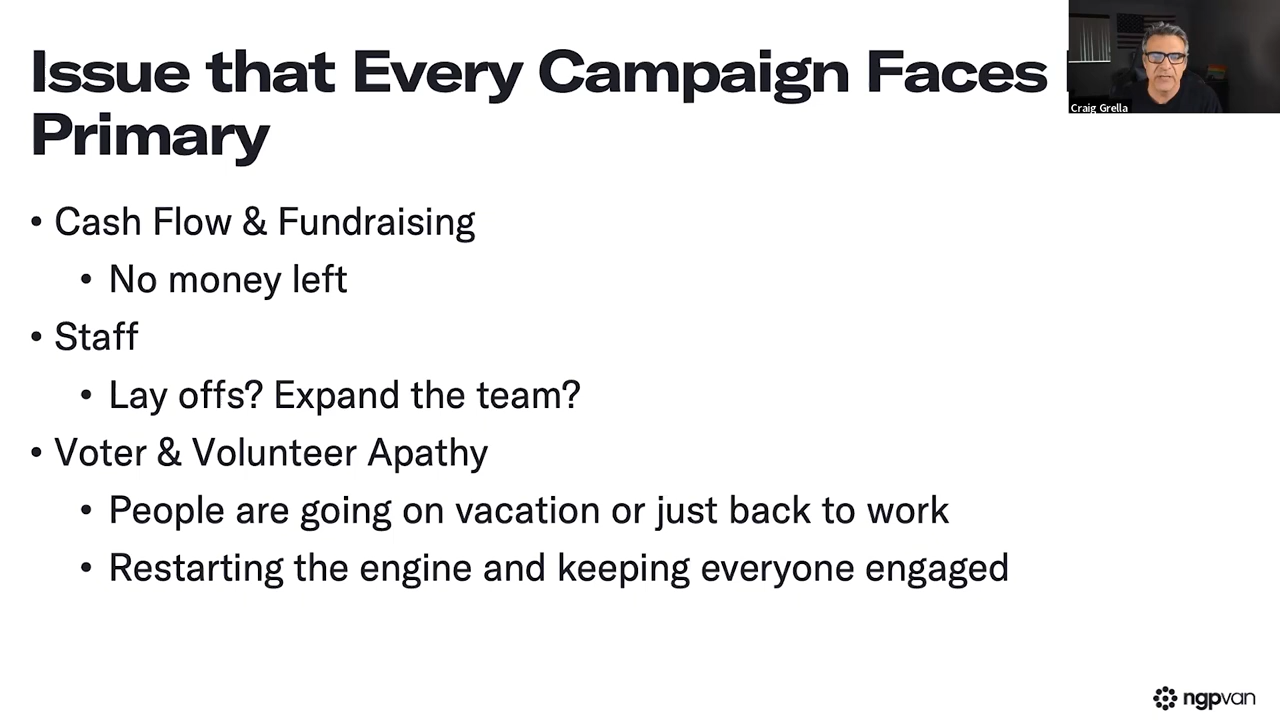 Issue that Every Campaign Faces
Primary
• Cash Flow & Fundraising
• No money left
• Staff
• Lay offs? Expand the team?
• Voter & Volunteer Apathy
• People are going on vacation or just back to work
• Restarting the engine and keeping everyone engaged
Craig Grella
ngpvan